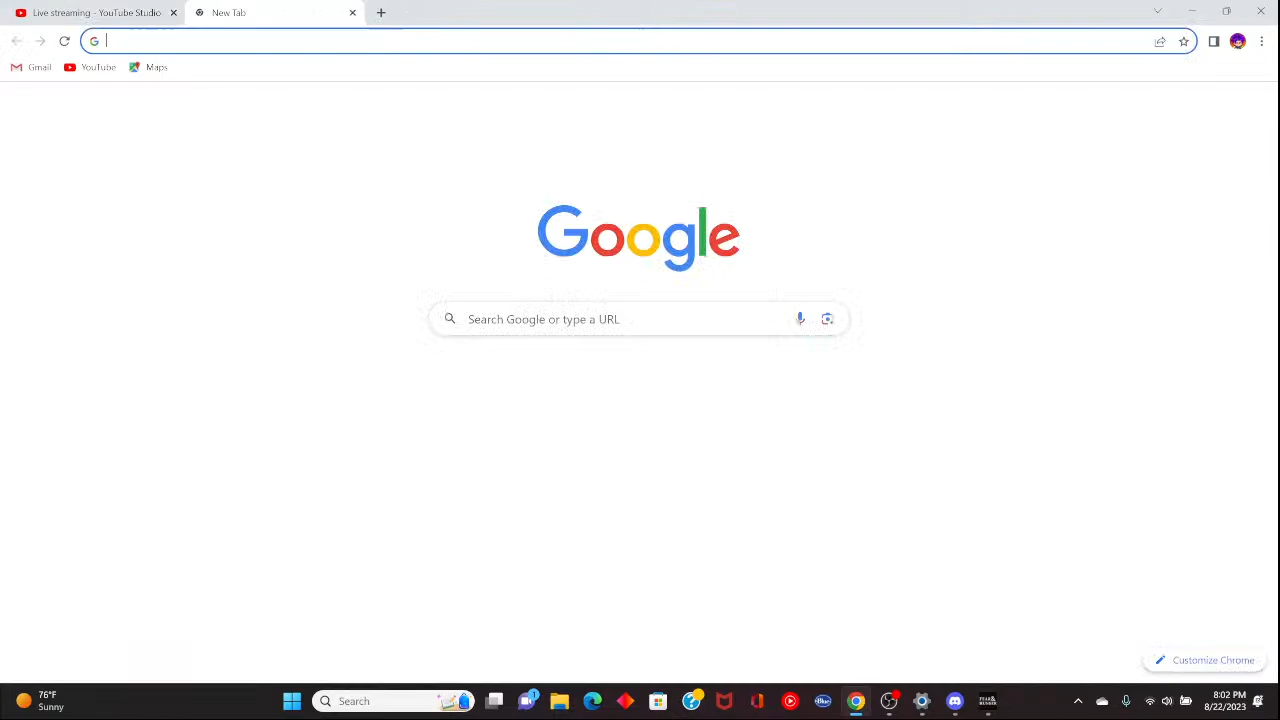 Live streaming - YouTube Studio
New Tab
Gmail
YouTube
Maps
Google
Search Google or type a URL
Customize Chrome
76°F
Sunny
Search
1
8:02 PM
8/22/2023